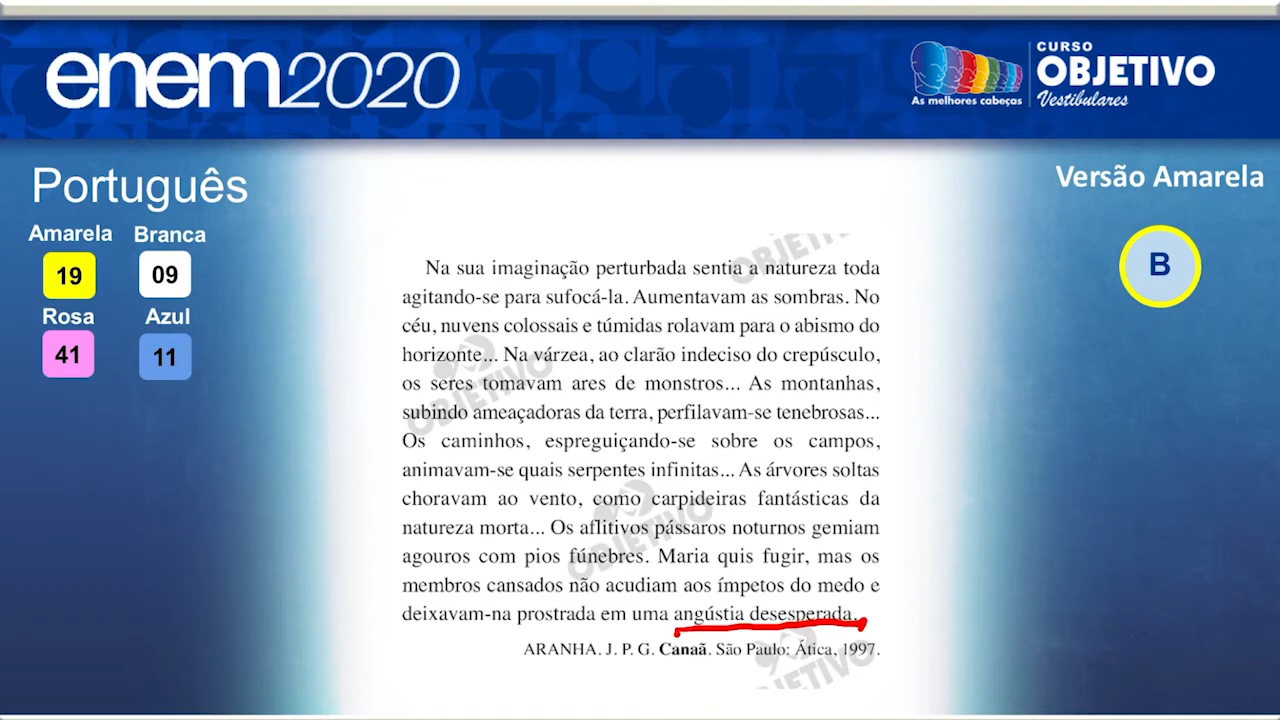 enem2020
CURSO
OBJETIVO
Vestibulares
As melhores cabeças
Português
Versão Amarela
Amarela Branca
19 09
Rosa Azul
41 11
B
OBJETIVO
Na sua imaginação perturbada sentia a natureza toda
agitando-se para sufocá-la. Aumentavam as sombras. No
céu, nuvens colossais e túmidas rolavam para o abismo do
horizonte... Na várzea, ao clarão indeciso do crepúsculo,
os seres tomavam ares de monstros... As montanhas,
subindo ameaçadoras da terra, perfilavam-se tenebrosas...
Os caminhos, espreguiçando-se sobre os campos,
animavam-se quais serpentes infinitas... As árvores soltas
choravam ao vento, como carpideiras fantásticas da
natureza morta... Os aflitivos pássaros noturnos gemiam
agouros com pios fúnebres. Maria quis fugir, mas os
membros cansados não acudiam aos ímpetos do medo e
deixavam-na prostrada em uma angústia desesperada.
ARANHA. J. P. G. Canaã. São Paulo: Ática, 1997.